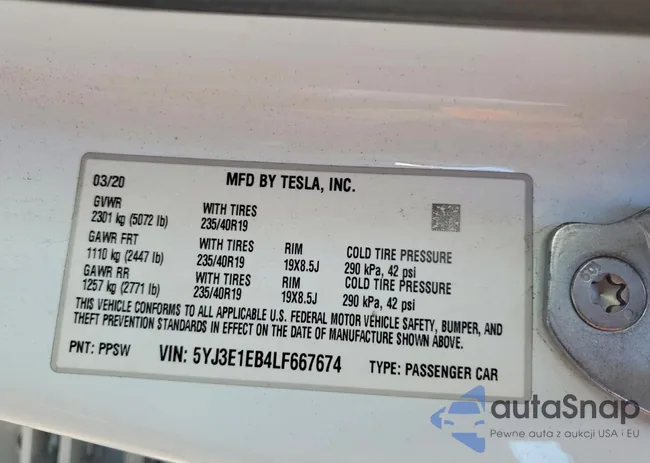 03/20 MFD BY TESLA, INC.
GVWR WITH TIRES
2301 kg (5072 lb) 235/40R19
GAWR FRT WITH TIRES RIM COLD TIRE PRESSURE
1110 kg (2447 lb) 235/40R19 19X8.5J 290 kPa, 42 psi
GAWR RR WITH TIRES RIM COLD TIRE PRESSURE
1257 kg (2771 lb) 235/40R19 19X8.5J 290 kPa, 42 psi
THIS VEHICLE CONFORMS TO ALL APPLICABLE U.S. FEDERAL MOTOR VEHICLE SAFETY, BUMPER, AND
THEFT PREVENTION STANDARDS IN EFFECT ON THE DATE OF MANUFACTURE SHOWN ABOVE.
PNT: PPSW VIN: 5YJ3E1EB4LF667674 TYPE: PASSENGER CAR
autaSnap
Pewne auta z aukcji USA i EU